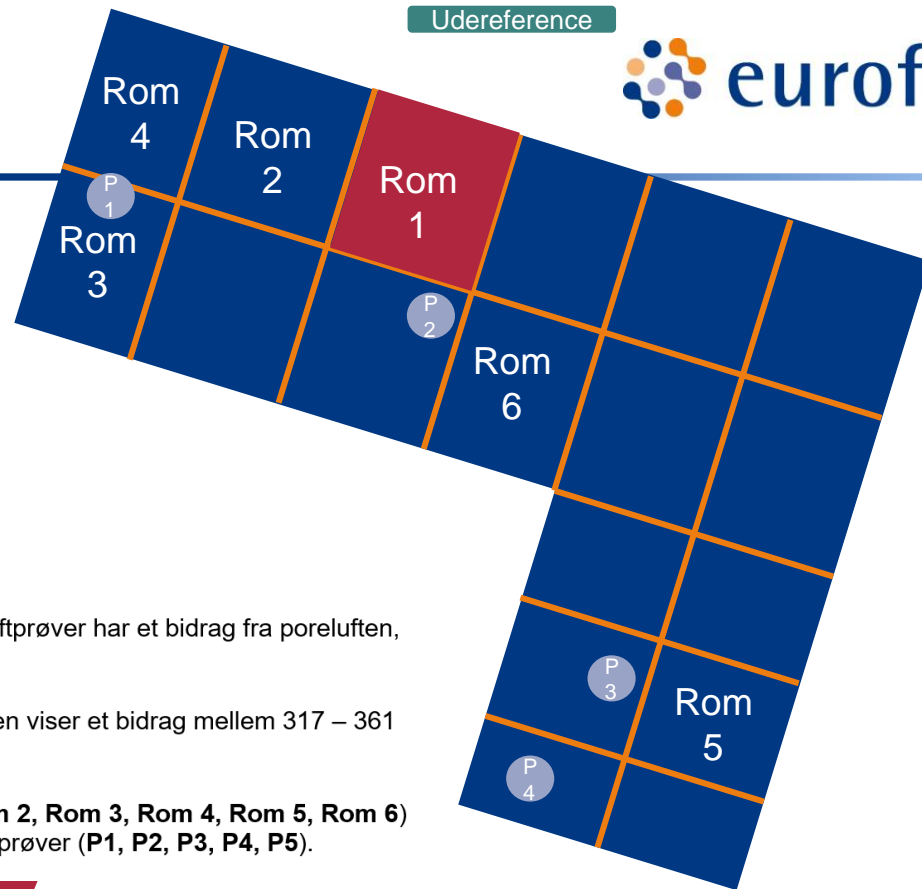 Udereference
eurof
Rom
4
Rom
2
Rom
1
P
1
Rom
3
P
2
Rom
6
ftprøver har et bidrag fra poreluften,
en viser et bidrag mellem 317 – 361
P
3
Rom
5
P
4
2, Rom 3, Rom 4, Rom 5, Rom 6)
prøver (P1, P2, P3, P4, P5).